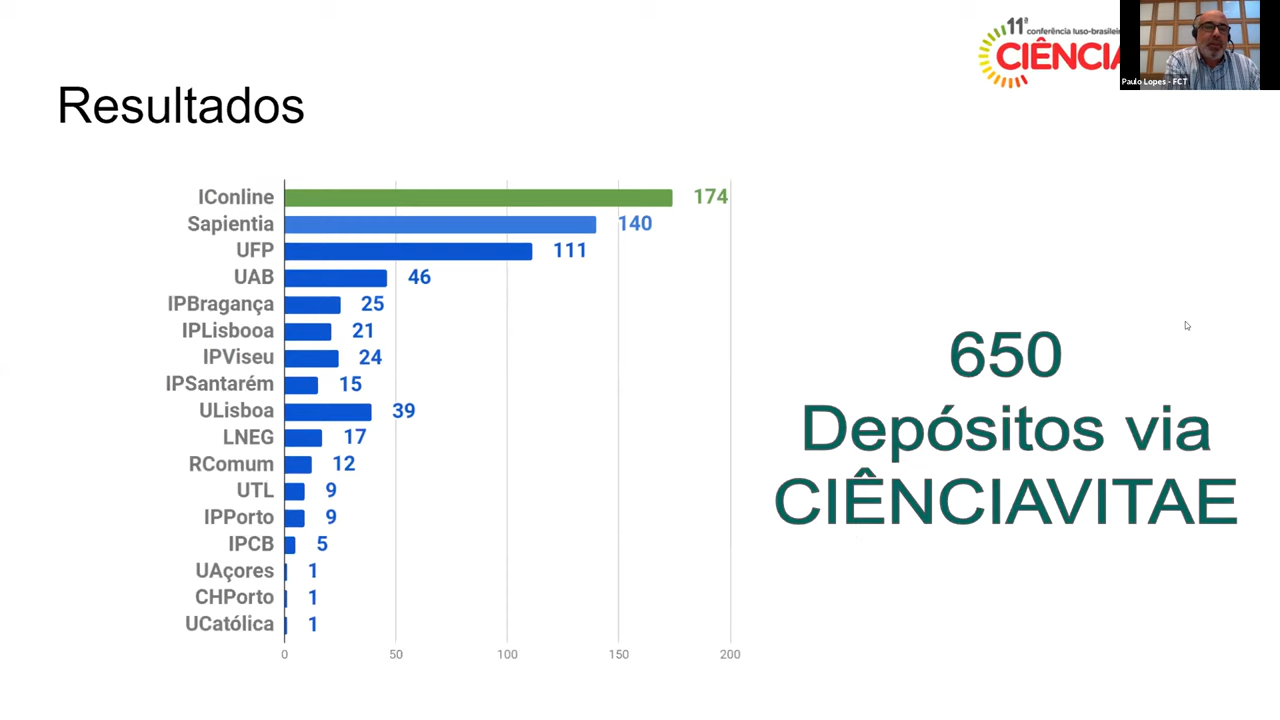 11ª conferência luso-brasilei
CIÊNCIA
Paulo Lopes - FCT
Resultados
IConline 174
Sapientia 140
UFP 111
UAB 46
IPBragança 25
IPLisbooa 21
IPViseu 24
IPSantarém 15
ULisboa 39
LNEG 17
RComum 12
UTL 9
IPPorto 9
IPCB 5
UAçores 1
CHPorto 1
UCatólica 1
0 50 100 150 200
650
Depósitos via
CIÊNCIAVITAE